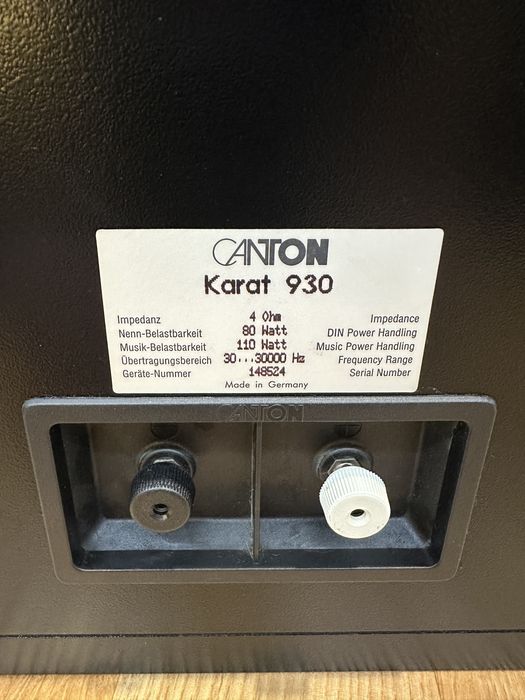 CANTON
Karat 930
Impedanz 4 Ohm Impedance
Nenn-Belastbarkeit 80 Watt DIN Power Handling
Musik-Belastbarkeit 110 Watt Music Power Handling
Übertragungsbereich 30...30000 Hz Frequency Range
Geräte-Nummer 148524 Serial Number
Made in Germany
CANTON